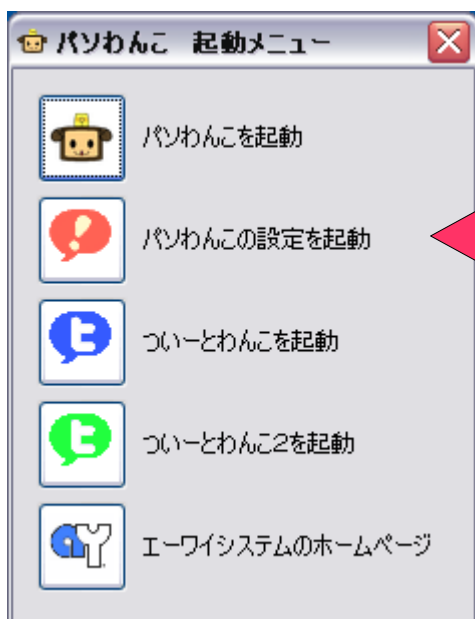 パソわんこ 起動メニュー
パソわんこを起動
パソわんこの設定を起動
ついーとわんこを起動
ついーとわんこ2を起動
エーワイシステムのホームページ